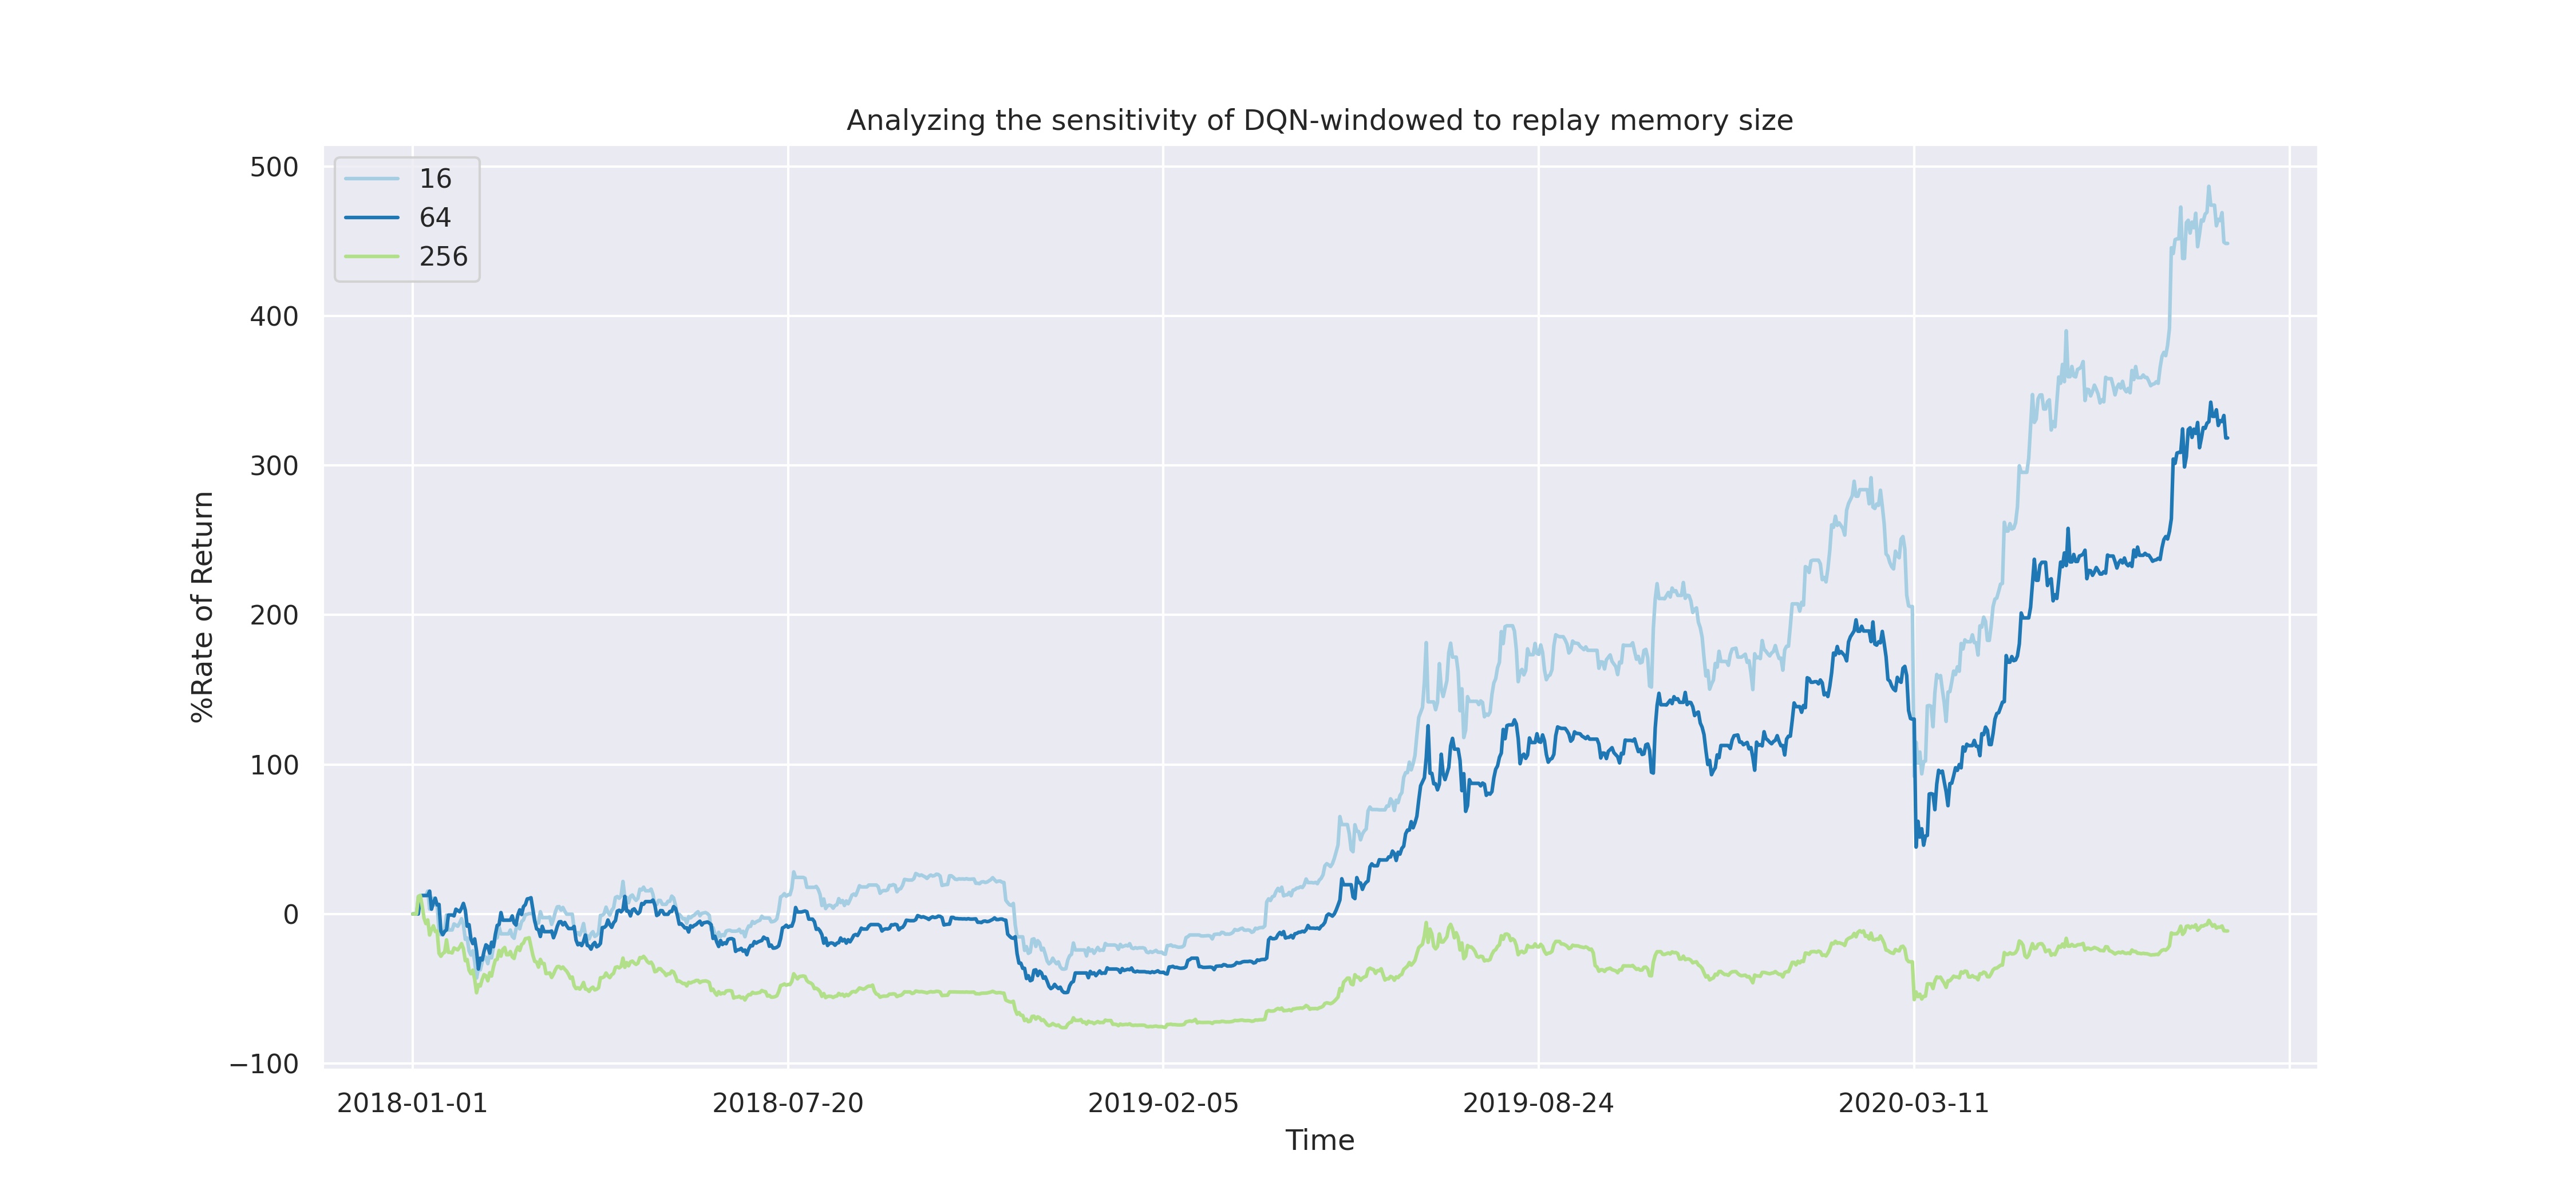 Analyzing the sensitivity of DQN-windowed to replay memory size
16
64
256
500
400
300
200
100
0
−100
%Rate of Return
2018-01-01 2018-07-20 2019-02-05 2019-08-24 2020-03-11
Time